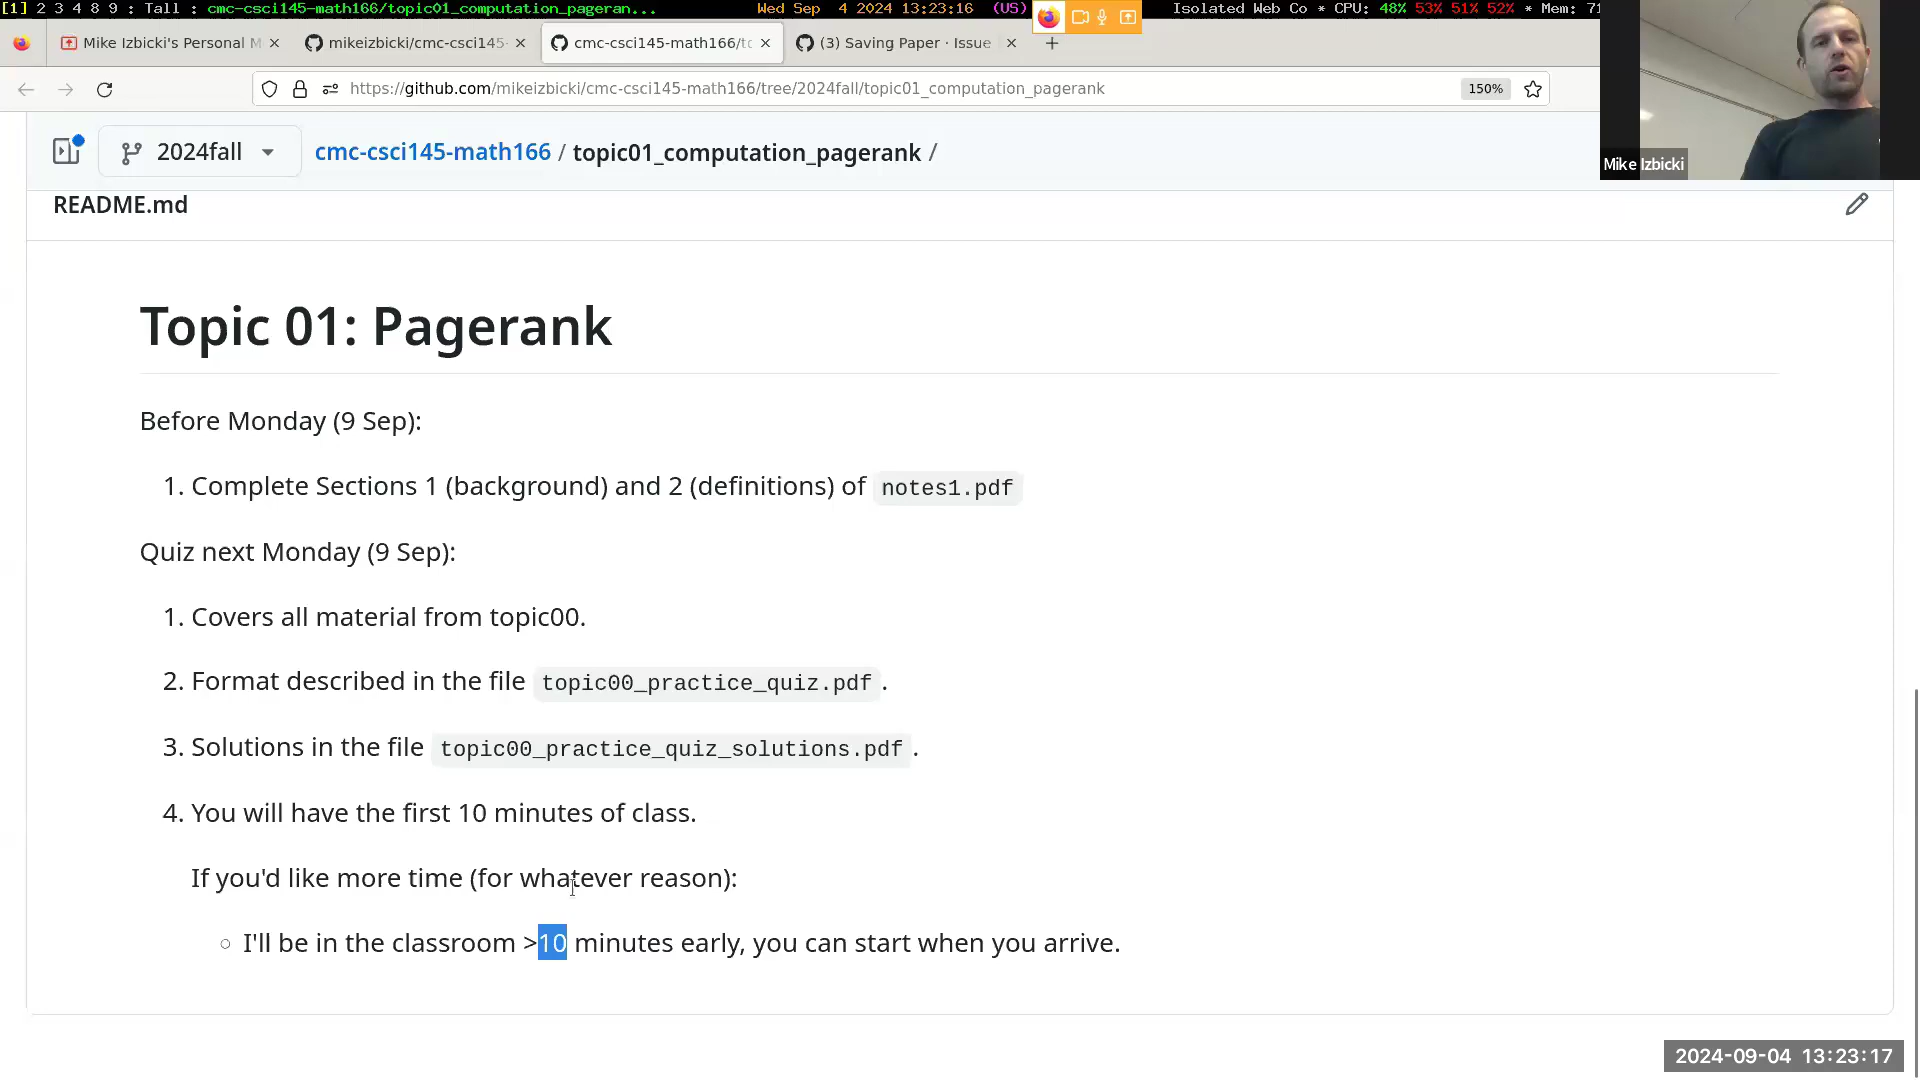 [1] 2 3 4 8 9 : Tall : cmc-csci145-math166/topic01_computation_pageran... Wed Sep 4 2024 13:23:16 (US) Isolated Web Co * CPU: 48% 53% 51% 52% * Mem: 71
Mike Izbicki's Personal M × mikeizbicki/cmc-csci145- × cmc-csci145-math166/to × (3) Saving Paper · Issue × +
https://github.com/mikeizbicki/cmc-csci145-math166/tree/2024fall/topic01_computation_pagerank 150%
2024fall cmc-csci145-math166 / topic01_computation_pagerank /
Mike Izbicki
README.md
Topic 01: Pagerank
Before Monday (9 Sep):
1. Complete Sections 1 (background) and 2 (definitions) of notes1.pdf
Quiz next Monday (9 Sep):
1. Covers all material from topic00.
2. Format described in the file topic00_practice_quiz.pdf .
3. Solutions in the file topic00_practice_quiz_solutions.pdf .
4. You will have the first 10 minutes of class.
If you'd like more time (for whatever reason):
○ I'll be in the classroom >10 minutes early, you can start when you arrive.
2024-09-04 13:23:17